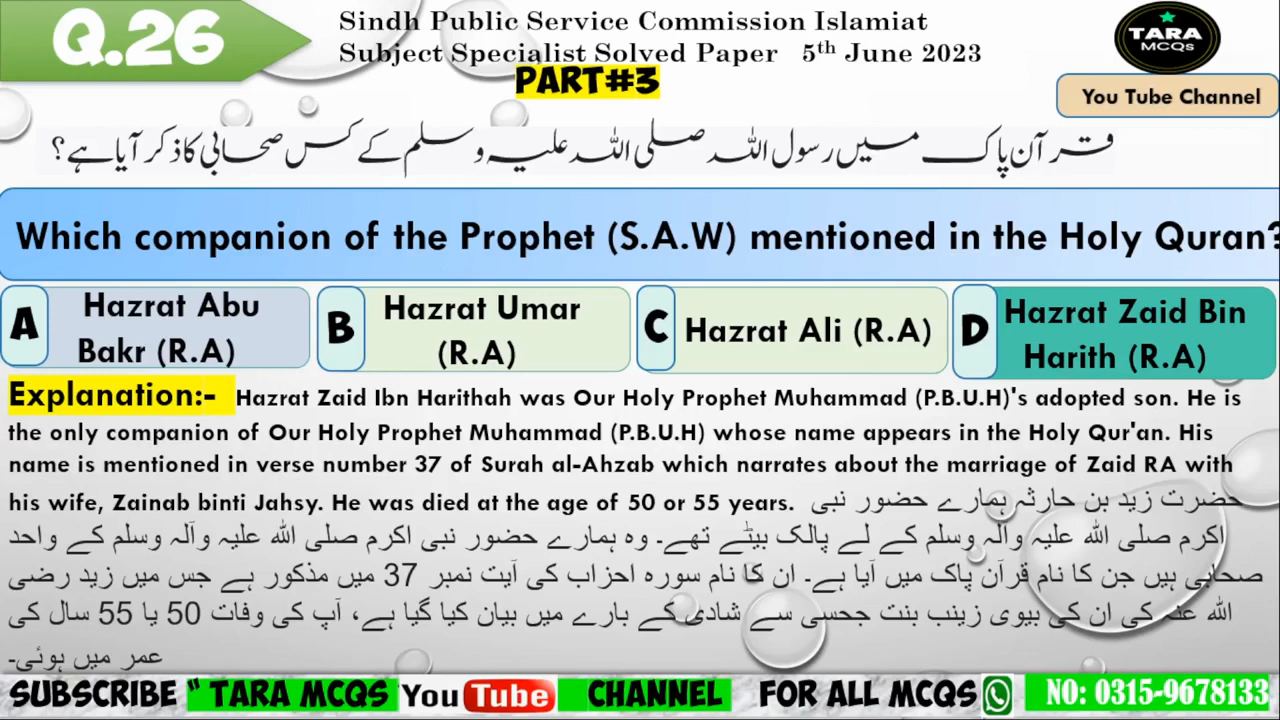 Q.26
Sindh Public Service Commission Islamiat
Subject Specialist Solved Paper 5th June 2023
PART#3
TARA
MCQs
You Tube Channel
قرآن پاک میں رسول اللہ صلی اللہ علیہ وسلم کے کس صحابی کا ذکر آیا ہے؟
Which companion of the Prophet (S.A.W) mentioned in the Holy Quran?
A
Hazrat Abu
Bakr (R.A)
B
Hazrat Umar
(R.A)
C
Hazrat Ali (R.A)
D
Hazrat Zaid Bin
Harith (R.A)
Explanation:- Hazrat Zaid Ibn Harithah was Our Holy Prophet Muhammad (P.B.U.H)'s adopted son. He is
the only companion of Our Holy Prophet Muhammad (P.B.U.H) whose name appears in the Holy Qur'an. His
name is mentioned in verse number 37 of Surah al-Ahzab which narrates about the marriage of Zaid RA with
his wife, Zainab binti Jahsy. He was died at the age of 50 or 55 years. حضرت زید بن حارثہ ہمارے حضور نبی
اکرم صلی اللہ علیہ وآلہ وسلم کے لے پالک بیٹے تھے۔ وہ ہمارے حضور نبی اکرم صلی اللہ علیہ وآلہ وسلم کے واحد
صحابی ہیں جن کا نام قرآن پاک میں آیا ہے۔ ان کا نام سورہ احزاب کی آیت نمبر 37 میں مذکور ہے جس میں زید رضی
اللہ عنہ کی ان کی بیوی زینب بنت جحسی سے شادی کے بارے میں بیان کیا گیا ہے، آپ کی وفات 50 یا 55 سال کی
عمر میں ہوئی۔
SUBSCRIBE " TARA MCQS YouTube CHANNEL FOR ALL MCQS NO: 0315-9678133